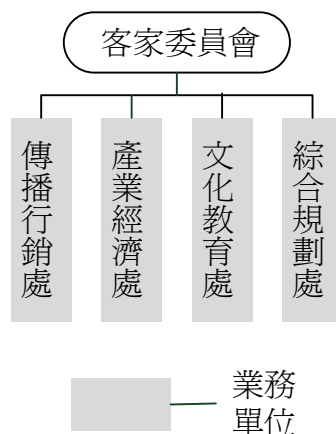 客家委員會
傳播行銷處
產業經濟處
文化教育處
綜合規劃處
業務
單位